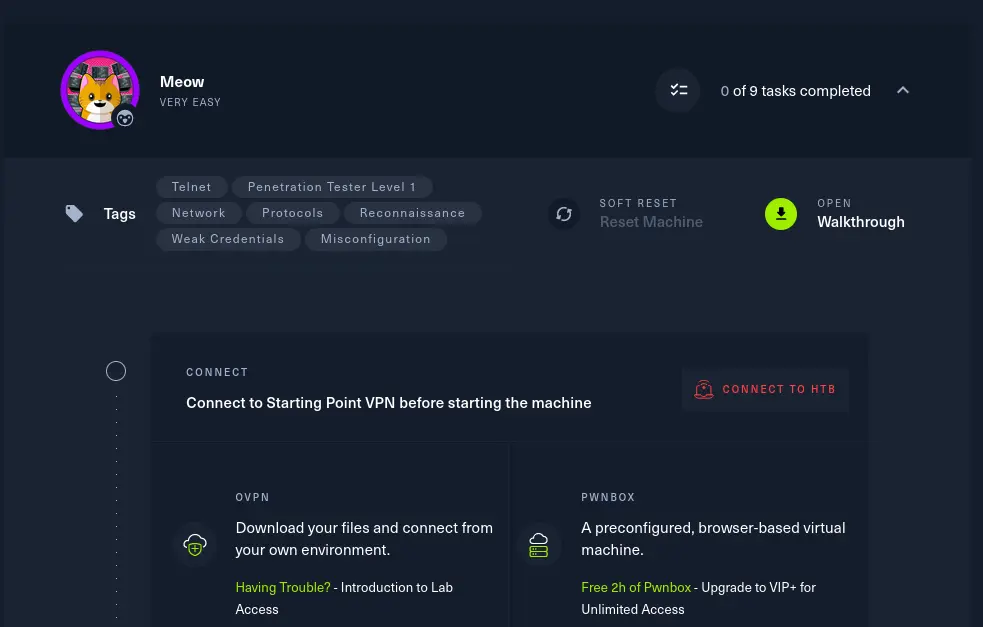 Meow
VERY EASY
0 of 9 tasks completed
Tags
Telnet
Penetration Tester Level 1
Network
Protocols
Reconnaissance
Weak Credentials
Misconfiguration
SOFT RESET
Reset Machine
OPEN
Walkthrough
CONNECT
Connect to Starting Point VPN before starting the machine
CONNECT TO HTB
OVPN
Download your files and connect from
your own environment.
Having Trouble? - Introduction to Lab
Access
PWNBOX
A preconfigured, browser-based virtual
machine.
Free 2h of Pwnbox - Upgrade to VIP+ for
Unlimited Access